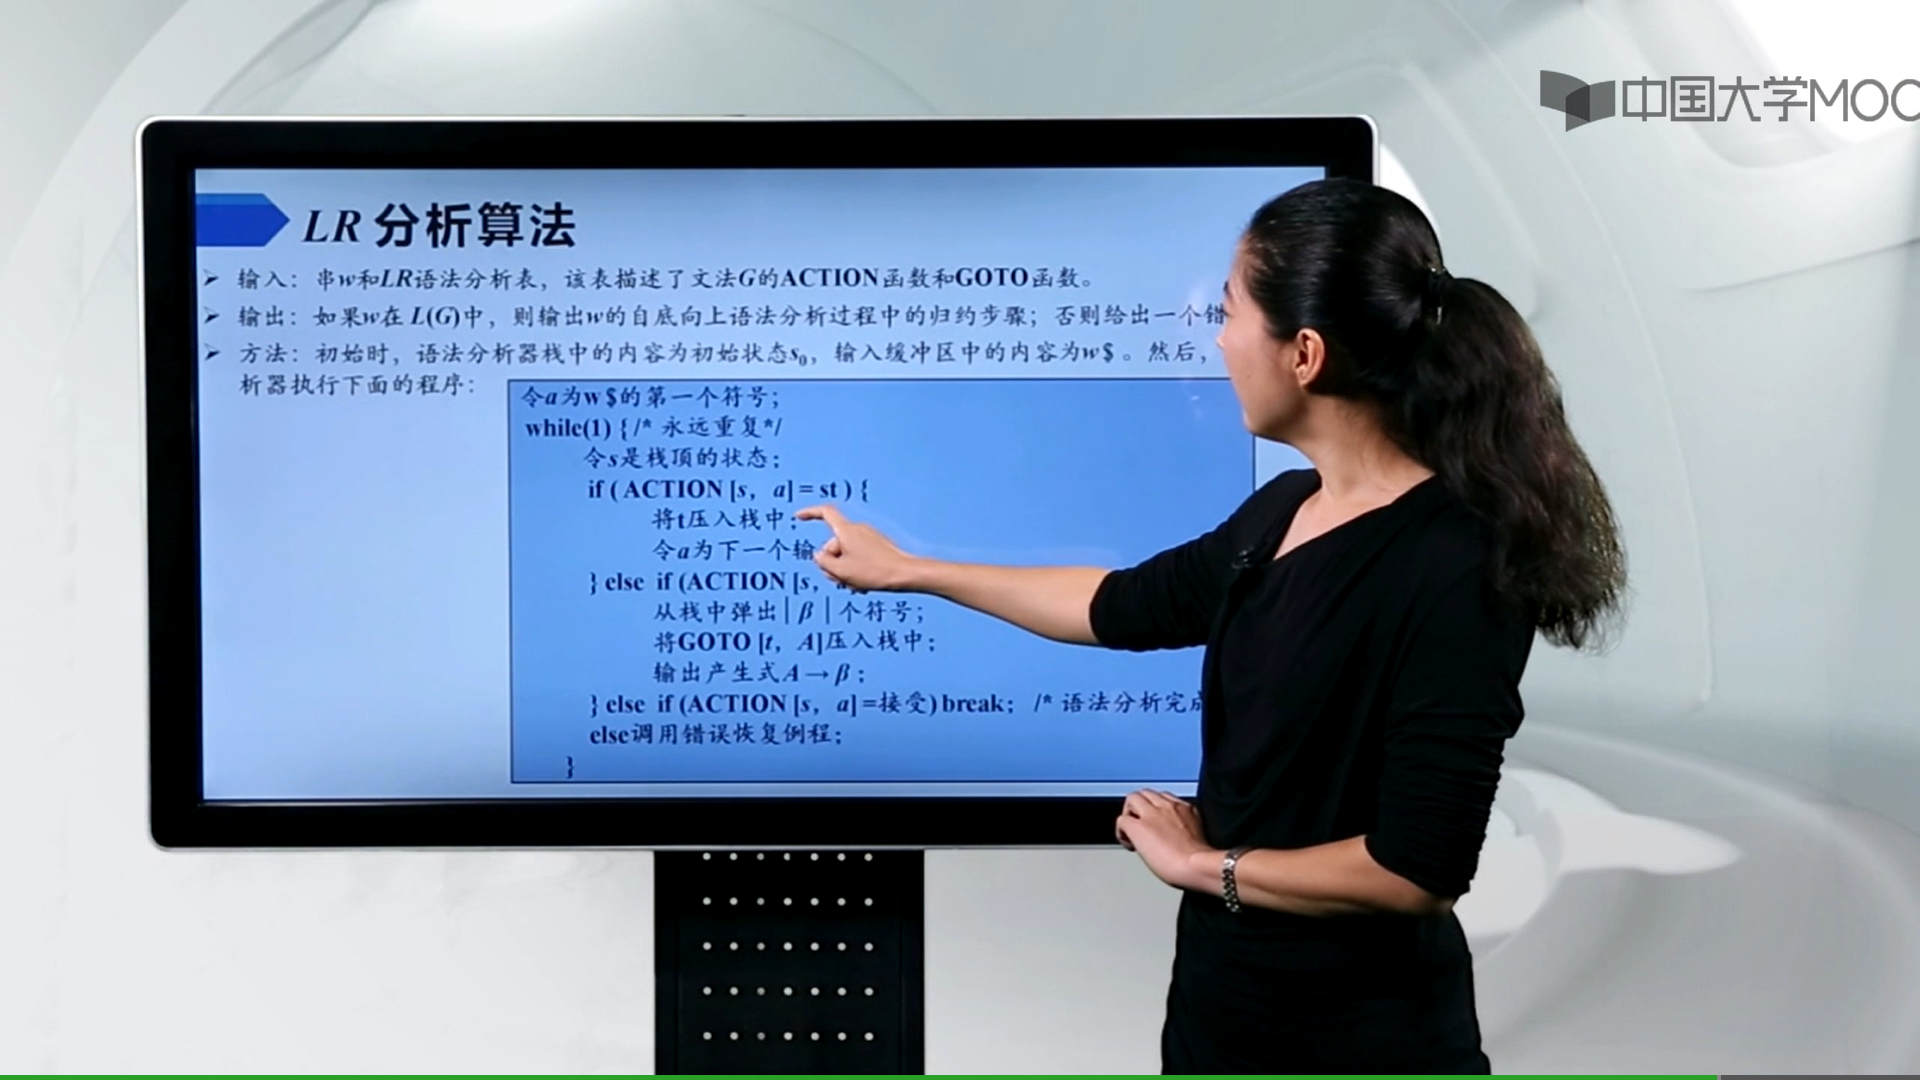 中国大学MOO
LR 分析算法
➢ 输入：串w和LR语法分析表，该表描述了文法G的ACTION函数和GOTO函数。
➢ 输出：如果w在 L(G)中，则输出w的自底向上语法分析过程中的归约步骤；否则给出一个错
➢ 方法：初始时，语法分析器栈中的内容为初始状态s0，输入缓冲区中的内容为w$ 。然后，
析器执行下面的程序：
令a为w $的第一个符号；
while(1) { /* 永远重复*/
令s是栈顶的状态；
if ( ACTION [s，a] = st ) {
将t压入栈中；
令a为下一个输
} else if (ACTION [s，
从栈中弹出│β│个符号；
将GOTO [t，A]压入栈中；
输出产生式A→β；
} else if (ACTION [s，a] =接受) break； /* 语法分析完成
else调用错误恢复例程；
}